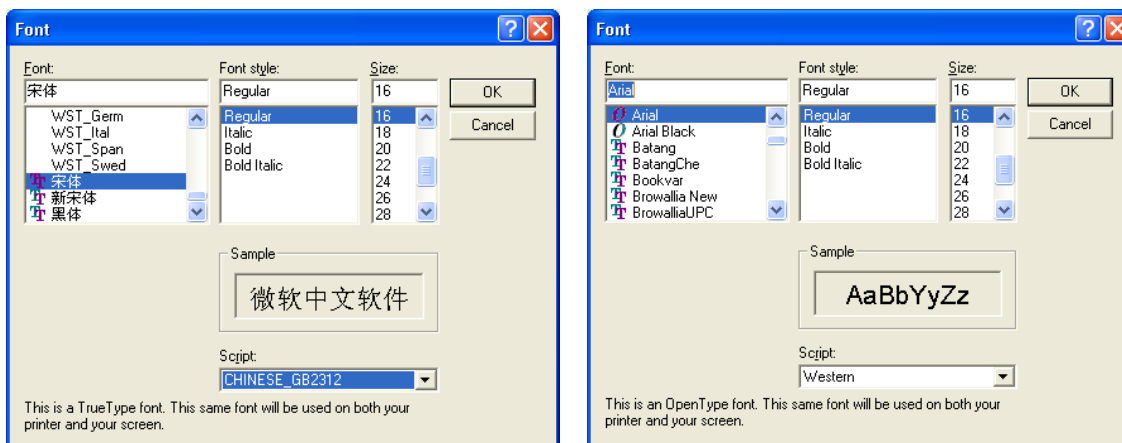 Font
Font:
Font style:
Size:
宋体
Regular
16
OK
Cancel
WST_Germ
WST_Ital
WST_Span
WST_Swed
宋体
新宋体
黑体
Regular
Italic
Bold
Bold Italic
16
18
20
22
24
26
28
Sample
微软中文软件
Script:
CHINESE_GB2312
This is a TrueType font. This same font will be used on both your
printer and your screen.
Font
Font:
Font style:
Size:
Arial
Regular
16
OK
Cancel
Arial
Arial Black
Batang
BatangChe
Bookvar
Browallia New
BrowalliaUPC
Regular
Italic
Bold
Bold Italic
16
18
20
22
24
26
28
Sample
AaBbYyZz
Script:
Western
This is an OpenType font. This same font will be used on both your
printer and your screen.